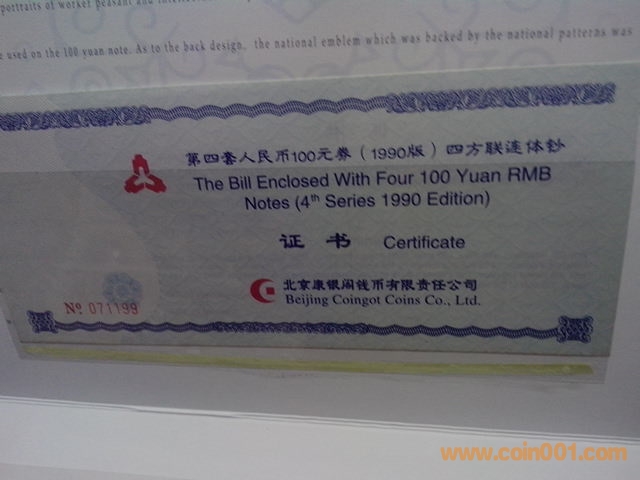 portraits of worker peasant and
used on the 100 yuan note. As to the back design, the national emblem which was backed by the national patterns was
第四套人民币100元券（1990版）四方联连体钞
The Bill Enclosed With Four 100 Yuan RMB
Notes (4th Series 1990 Edition)
证书 Certificate
北京康银阁钱币有限责任公司
Beijing Coingot Coins Co., Ltd.
№ 071199
www.coin001.com